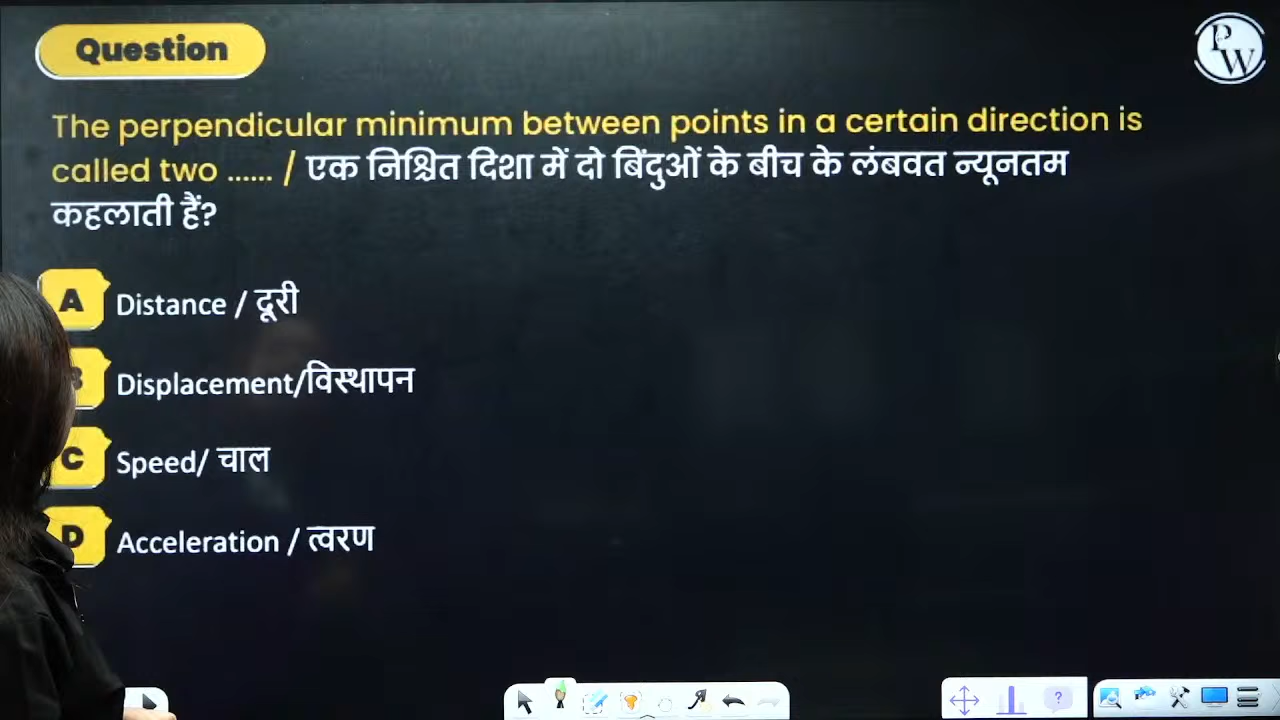 Question
PW
The perpendicular minimum between points in a certain direction is
called two ...... / एक निश्चित दिशा में दो बिंदुओं के बीच के लंबवत न्यूनतम
कहलाती हैं?
A Distance / दूरी
B Displacement/विस्थापन
C Speed/ चाल
D Acceleration / त्वरण